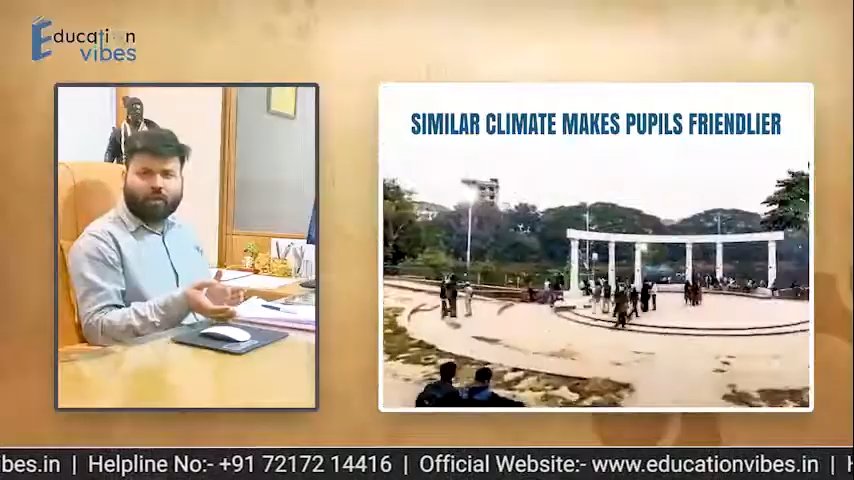 Education
vibes
SIMILAR CLIMATE MAKES PUPILS FRIENDLIER
bes.in | Helpline No:- +91 72172 14416 | Official Website:- www.educationvibes.in | H